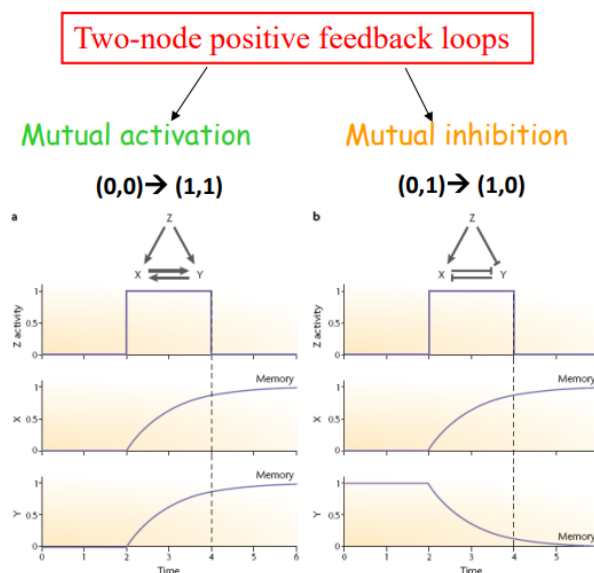 Two-node positive feedback loops
Mutual activation
Mutual inhibition
(0,0)→ (1,1)
(0,1)→ (1,0)
a
Z
X
Y
1
0.5
0
Z activity
Memory
1
0.5
0
X
Memory
1
0.5
0
Y
0
1
2
3
4
5
6
Time
b
Z
X
Y
1
0.5
0
Z activity
Memory
1
0.5
0
X
1
0.5
0
Y
Memory
0
1
2
3
4
5
Time